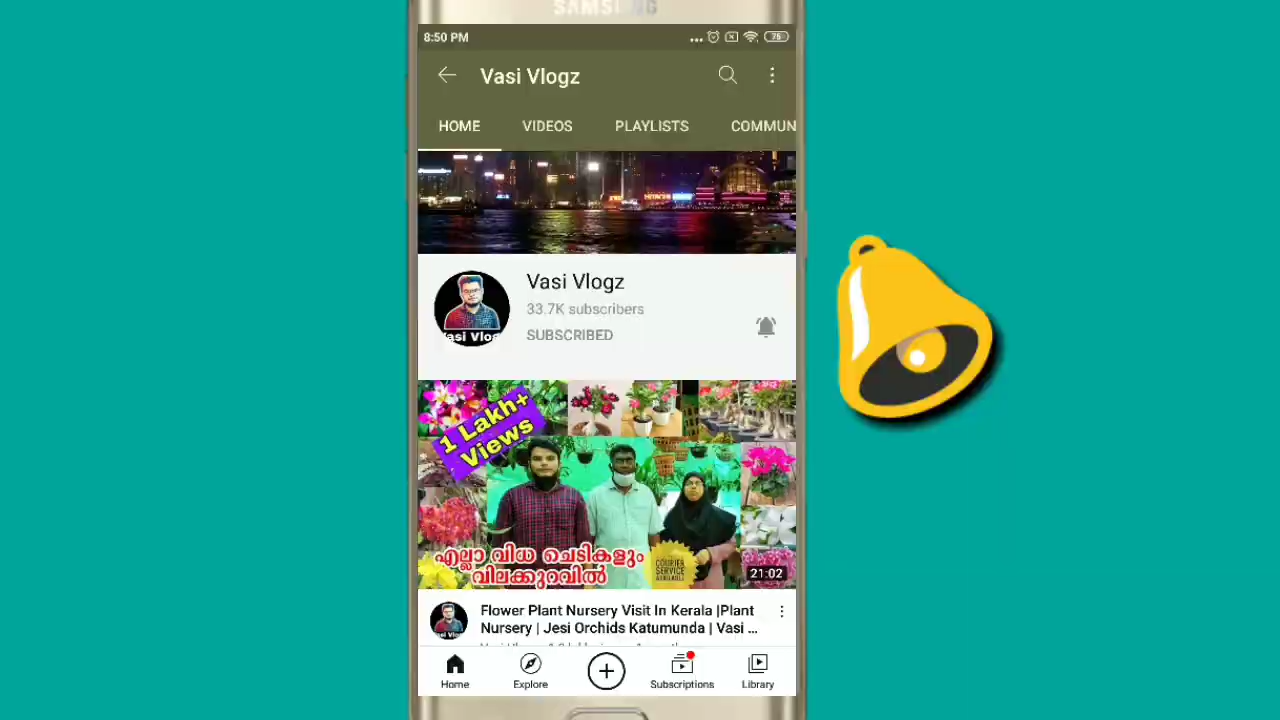 SAMSUNG
8:50 PM
75
Vasi Vlogz
HOME VIDEOS PLAYLISTS COMMUN
Vasi Vlogz
33.7K subscribers
SUBSCRIBED
1 Lakh+
Views
എല്ലാ വിധ ചെടികളും
വിലക്കുറവിൽ
COURIER
SERVICE
AVAILABLE
21:02
Flower Plant Nursery Visit In Kerala |Plant
Nursery | Jesi Orchids Katumunda | Vasi ...
Home Explore Subscriptions Library